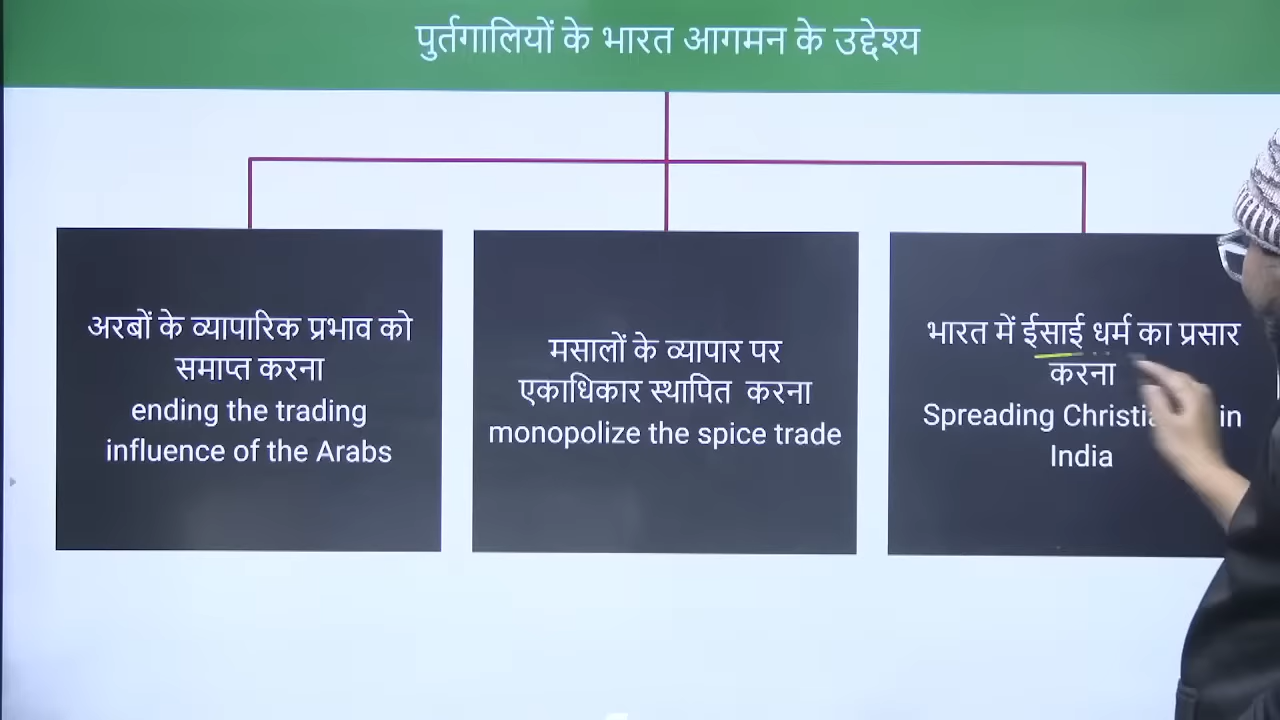 पुर्तगालियों के भारत आगमन के उद्देश्य
अरबों के व्यापारिक प्रभाव को
समाप्त करना
ending the trading
influence of the Arabs
मसालों के व्यापार पर
एकाधिकार स्थापित करना
monopolize the spice trade
भारत में ईसाई धर्म का प्रसार
करना
Spreading in
India